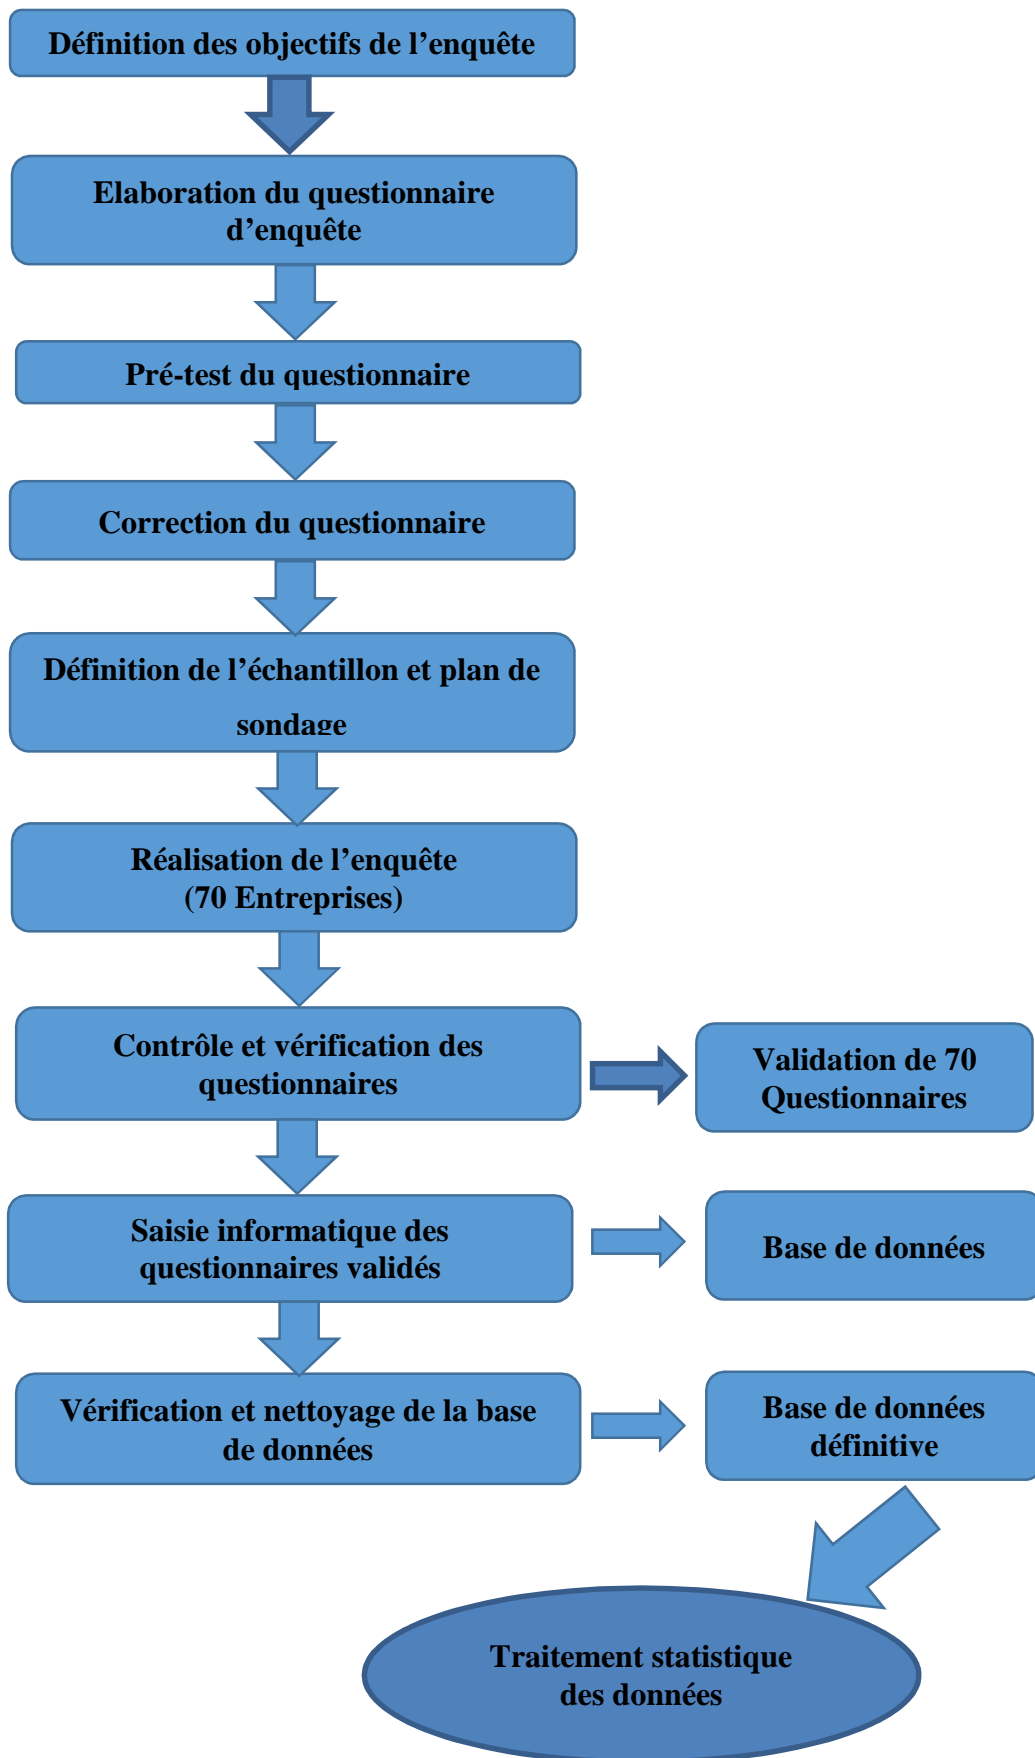 Définition des objectifs de l’enquête
Elaboration du questionnaire
d’enquête
Pré-test du questionnaire
Correction du questionnaire
Définition de l’échantillon et plan de
sondage
Réalisation de l’enquête
(70 Entreprises)
Contrôle et vérification des
questionnaires
Validation de 70
Questionnaires
Saisie informatique des
questionnaires validés
Base de données
Vérification et nettoyage de la base
de données
Base de données
définitive
Traitement statistique
des données